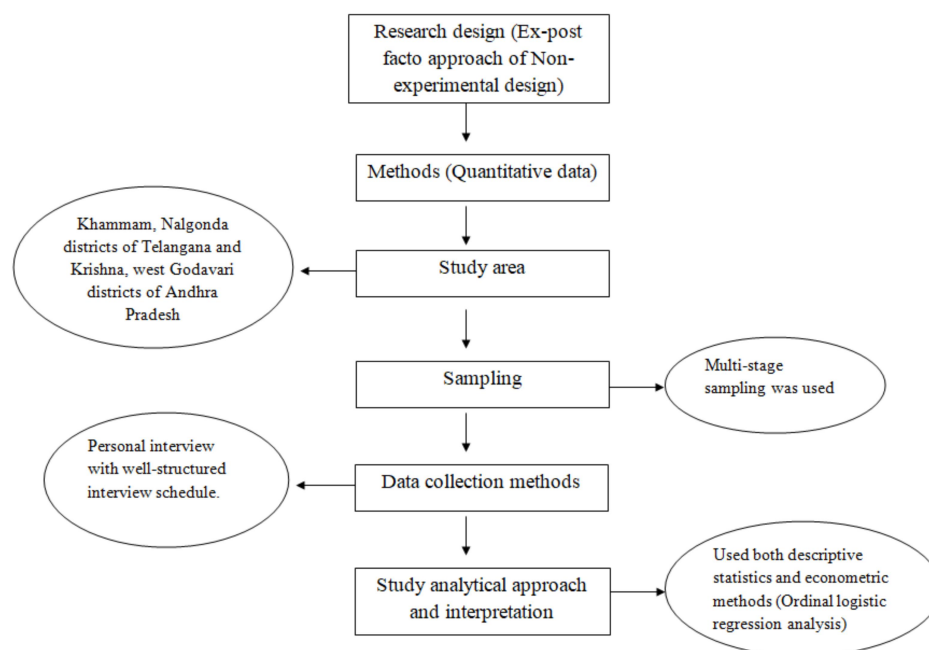 Research design (Ex-post
facto approach of Non-
experimental design)
Methods (Quantitative data)
Khammam, Nalgonda
districts of Telangana and
Krishna, west Godavari
districts of Andhra
Pradesh
Study area
Sampling
Multi-stage
sampling was used
Personal interview
with well-structured
interview schedule.
Data collection methods
Study analytical approach
and interpretation
Used both descriptive
statistics and econometric
methods (Ordinal logistic
regression analysis)